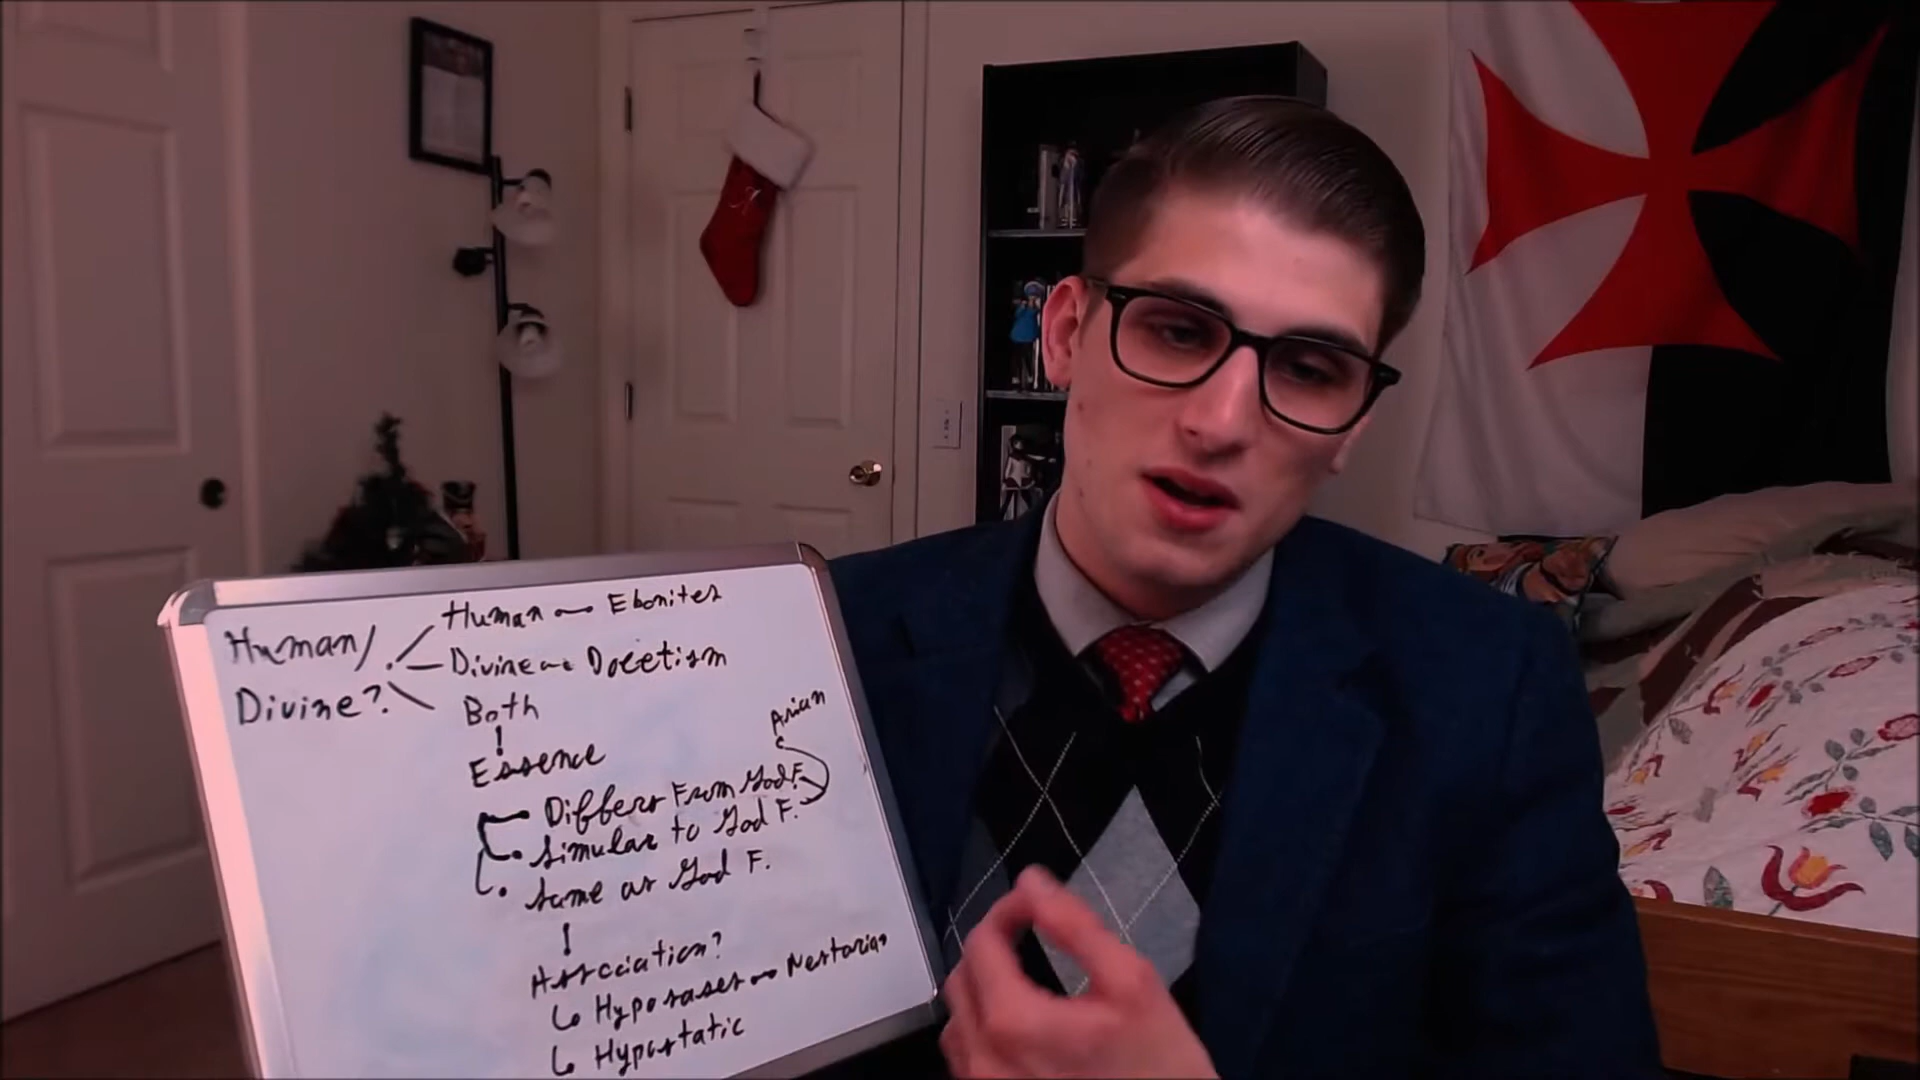 Human/
Divine?
Human – Ebonites
Divine – Docetism
Both
Essence
Differs From God F.
Simular to God F.
Same as God F.
Arian
Association?
Hyposases – Nestorian
Hypostatic
N